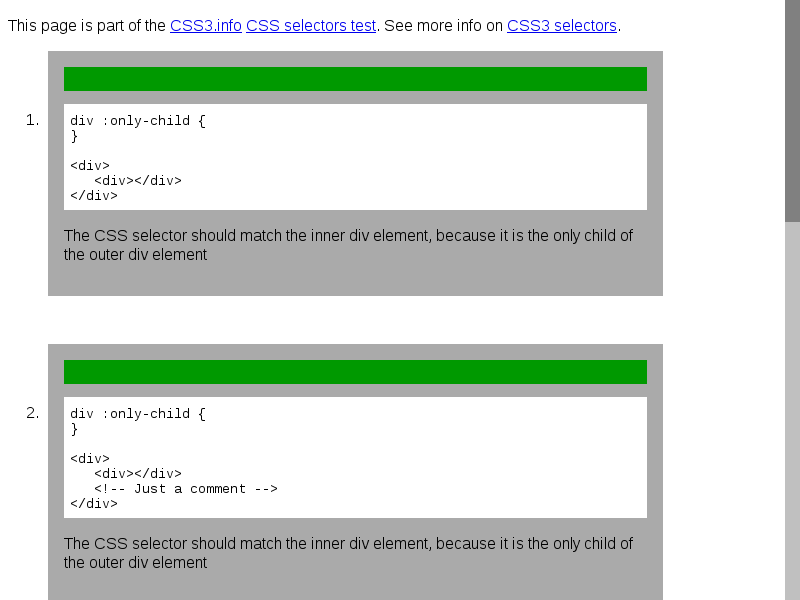 This page is part of the CSS3.info CSS selectors test. See more info on CSS3 selectors.
1.
div :only-child {
}
<div>
   <div></div>
</div>
The CSS selector should match the inner div element, because it is the only child of
the outer div element
2.
div :only-child {
}
<div>
   <div></div>
   <!-- Just a comment -->
</div>
The CSS selector should match the inner div element, because it is the only child of
the outer div element